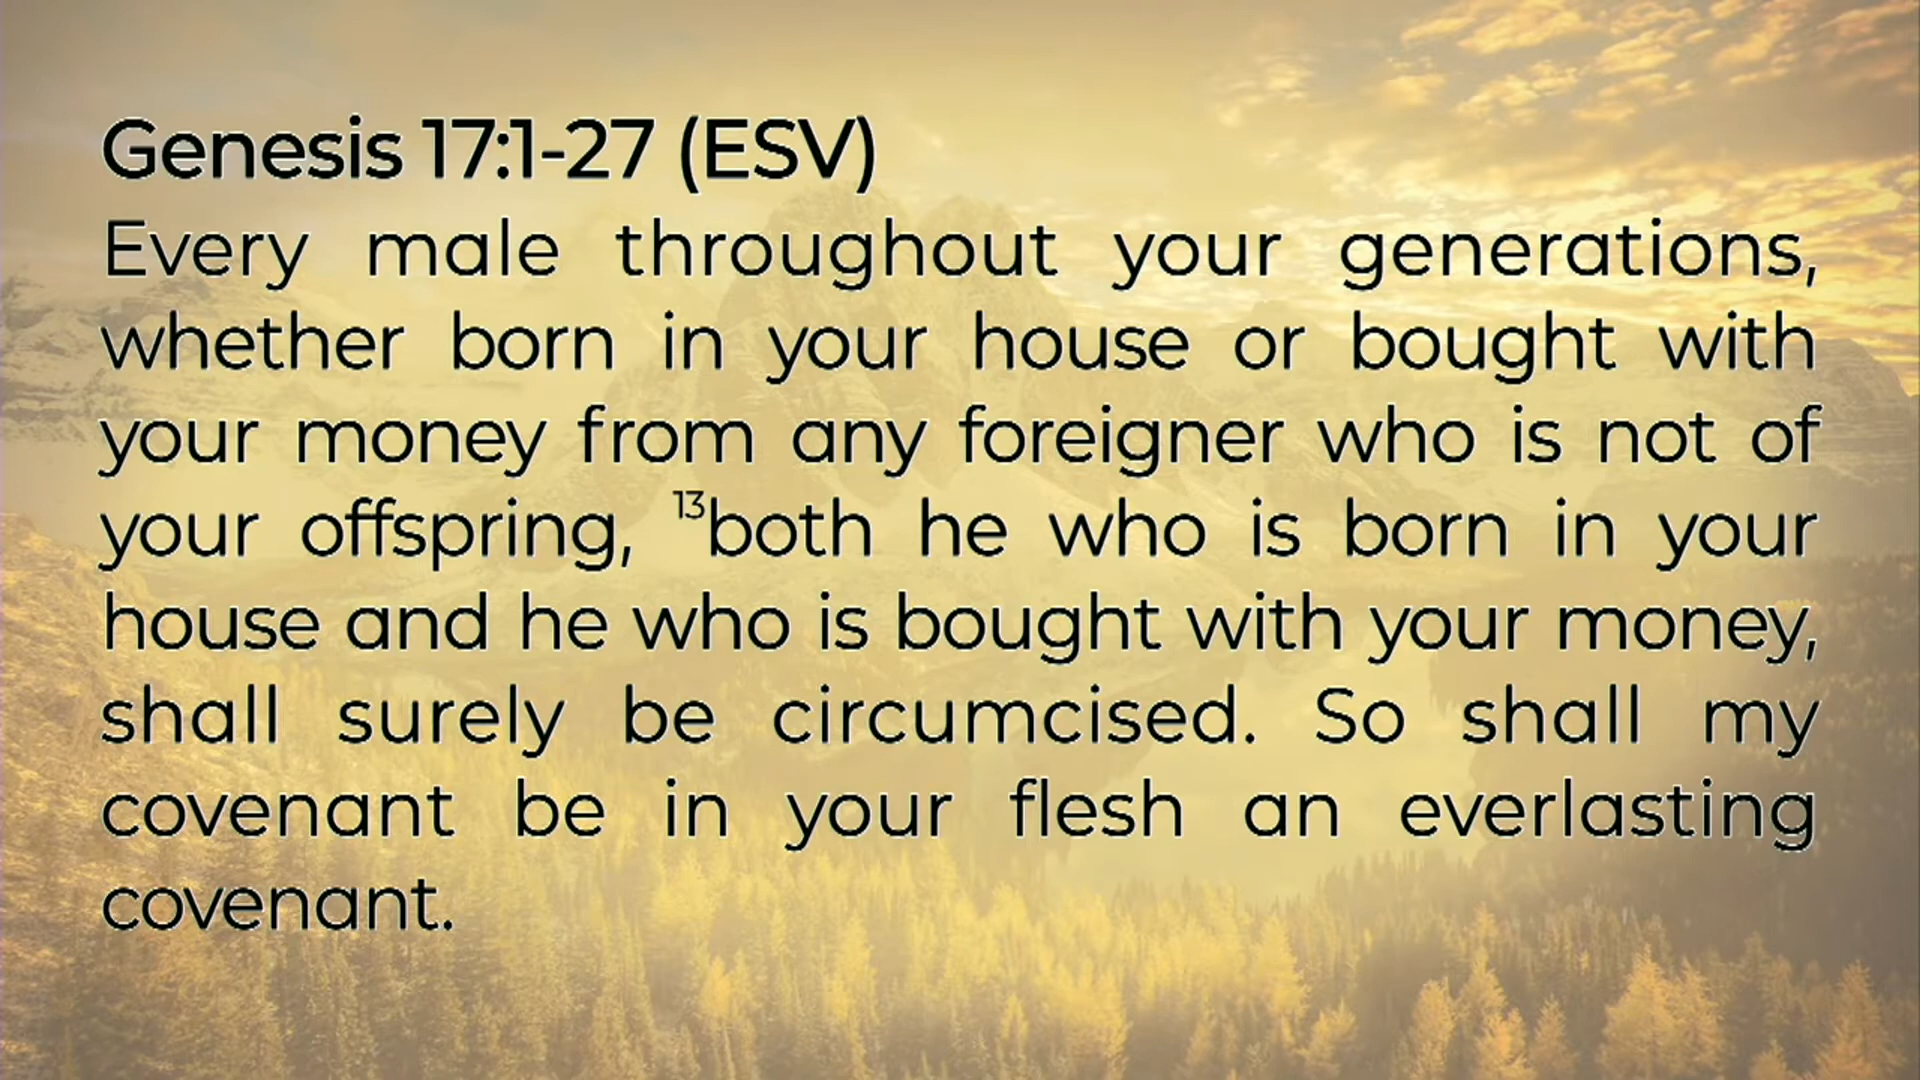 Genesis 17:1-27 (ESV)
Every male throughout your generations,
whether born in your house or bought with
your money from any foreigner who is not of
your offspring, 13both he who is born in your
house and he who is bought with your money,
shall surely be circumcised. So shall my
covenant be in your flesh an everlasting
covenant.